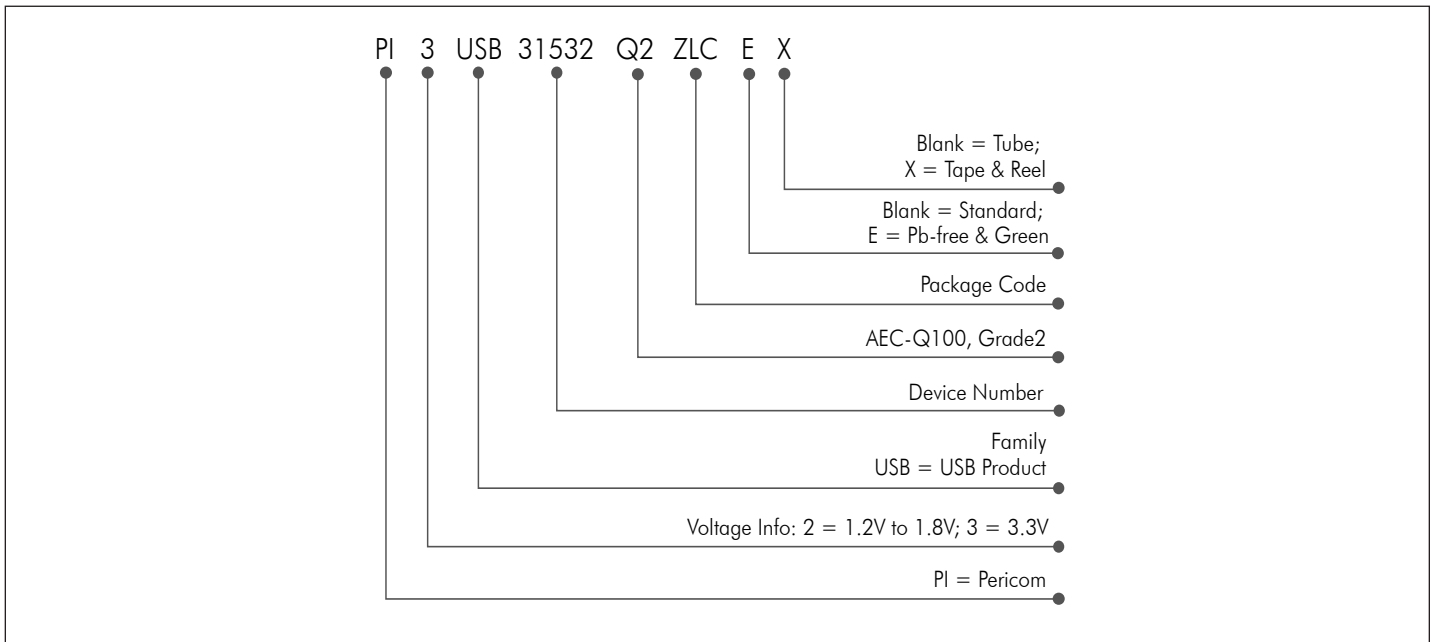 PI 3 USB 31532 Q2 ZLC E X
Blank = Tube;
X = Tape & Reel
Blank = Standard;
E = Pb-free & Green
Package Code
AEC-Q100, Grade2
Device Number
Family
USB = USB Product
Voltage Info: 2 = 1.2V to 1.8V; 3 = 3.3V
PI = Pericom